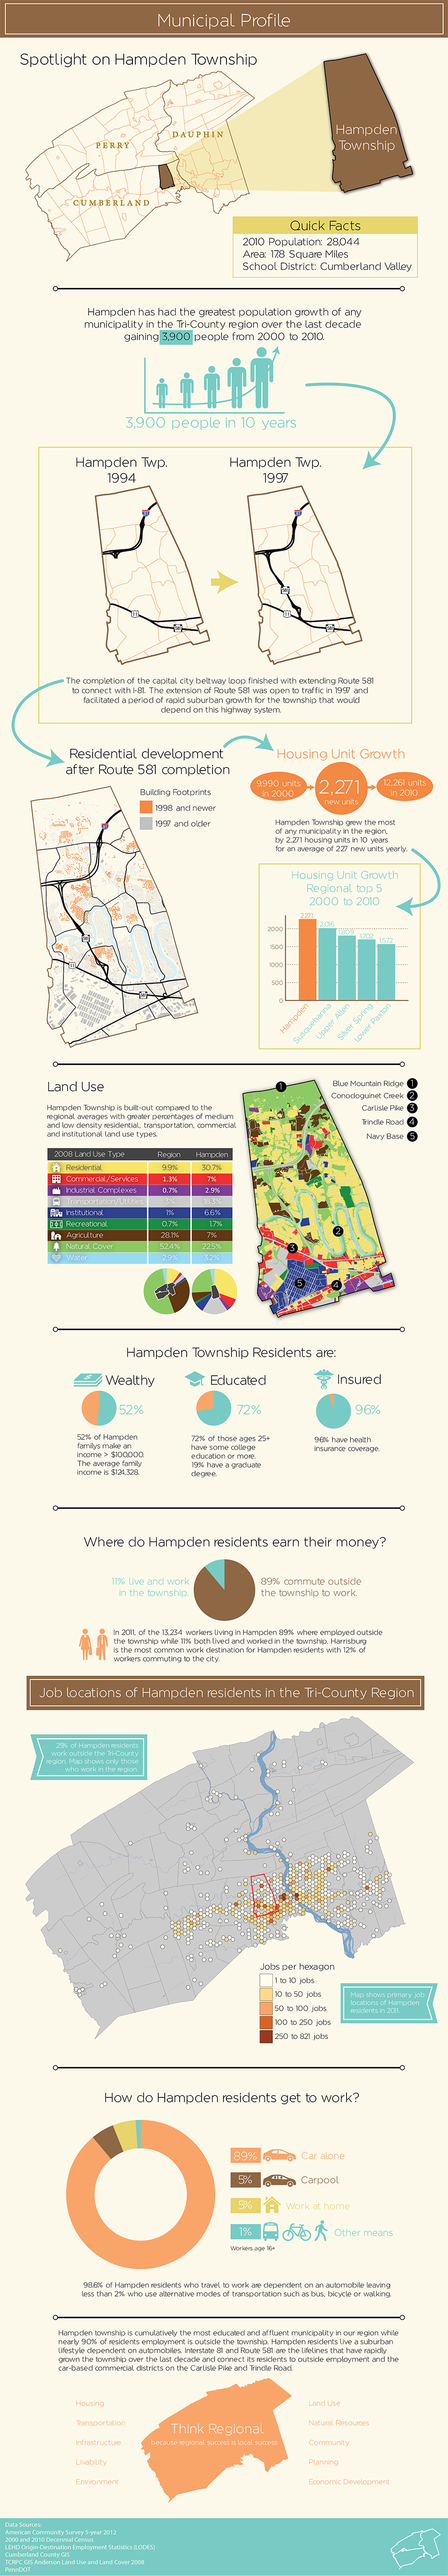 Municipal Profile
Spotlight on Hampden Township
PERRY
DAUPHIN
CUMBERLAND
Hampden
Township
Quick Facts
2010 Population: 28,044
Area: 17.8 Square Miles
School District: Cumberland Valley
Hampden has had the greatest population growth of any
municipality in the Tri-County region over the last decade
gaining 3,900 people from 2000 to 2010.
3,900 people in 10 years
Hampden Twp.
1994
Hampden Twp.
1997
81
11
581
81
581
11
581
The completion of the capital city beltway loop finished with extending Route 581
to connect with I-81. The extension of Route 581 was open to traffic in 1997 and
facilitated a period of rapid suburban growth for the township that would
depend on this highway system.
Residential development
after Route 581 completion
Building Footprints
1998 and newer
1997 and older
81
581
11
581
Housing Unit Growth
9,990 units
in 2000
2,271
new units
12,261 units
in 2010
Hampden Township grew the most
of any municipality in the region,
by 2,271 housing units in 10 years
for an average of 227 new units yearly.
Housing Unit Growth
Regional top 5
2000 to 2010
2,271
2,016
1,809
1,702
1,572
2000
1500
1000
500
0
Hampden
Susquehanna
Upper Allen
Silver Spring
Lower Paxton
Land Use
Hampden Township is built-out compared to the
regional averages with greater percentages of medium
and low density residential, transportation, commercial
and institutional land use types.
2008 Land Use Type Region Hampden
Residential 9.9% 30.7%
Commercial/Services 1.3% 7%
Industrial Complexes 0.7% 2.9%
Transportation/Utilities
Institutional 1% 6.6%
Recreational 0.7% 1.7%
Agriculture 28.1% 7%
Natural Cover 52.4% 22.5%
Water 2.9% 3.2%
Blue Mountain Ridge 1
Conodoguinet Creek 2
Carlisle Pike 3
Trindle Road 4
Navy Base 5
1
2
3
4
5
Hampden Township Residents are:
Wealthy
52%
52% of Hampden
familys make an
income > $100,000.
The average family
income is $124,328.
Educated
72%
72% of those ages 25+
have some college
education or more.
19% have a graduate
degree.
Insured
96%
96% have health
insurance coverage.
Where do Hampden residents earn their money?
11% live and work
in the township.
89% commute outside
the township to work.
In 2011, of the 13,234 workers living in Hampden 89% where employed outside
the township while 11% both lived and worked in the township. Harrisburg
is the most common work destination for Hampden residents with 12% of
workers commuting to the city.
Job locations of Hampden residents in the Tri-County Region
25% of Hampden residents
work outside the Tri-County
region. Map shows only those
who work in the region.
Jobs per hexagon
1 to 10 jobs
10 to 50 jobs
50 to 100 jobs
100 to 250 jobs
250 to 821 jobs
Map shows primary job
locations of Hampden
residents in 2011.
How do Hampden residents get to work?
89% Car alone
5% Carpool
5% Work at home
1% Other means
Workers age 16+
98.6% of Hampden residents who travel to work are dependent on an automobile leaving
less than 2% who use alternative modes of transportation such as bus, bicycle or walking.
Hampden township is cumulatively the most educated and affluent municipality in our region while
nearly 90% of residents employment is outside the township. Hampden residents live a suburban
lifestyle dependent on automobiles. Interstate 81 and Route 581 are the lifelines that have rapidly
grown the township over the last decade and connect its residents to outside employment and the
car-based commercial districts on the Carlisle Pike and Trindle Road.
Think Regional
because regional success is local success
Housing
Transportation
Infrastructure
Livability
Environment
Land Use
Natural Resources
Community
Planning
Economic Development
Data Sources:
American Community Survey 5-year 2012
2000 and 2010 Decennial Census
LEHD Origin-Destination Employment Statistics (LODES)
Cumberland County GIS
TCRPC GIS Anderson Land Use and Land Cover 2008
PennDOT